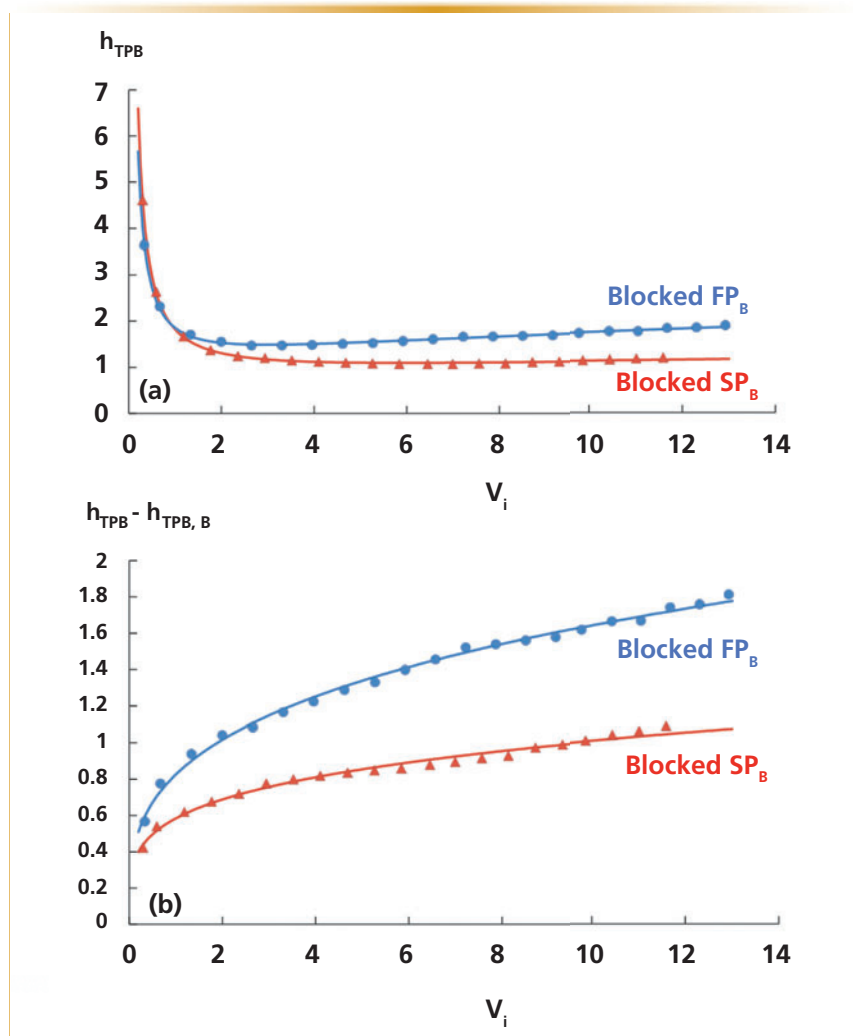 h_TPB
7
6
5
4
3
2
1
0
Blocked FP_B
Blocked SP_B
(a)
0 2 4 6 8 10 12 14
V_i
h_TPB - h_TPB, B
2
1.8
1.6
1.4
1.2
1
0.8
0.6
0.4
0.2
0
Blocked FP_B
Blocked SP_B
(b)
0 2 4 6 8 10 12 14
V_i